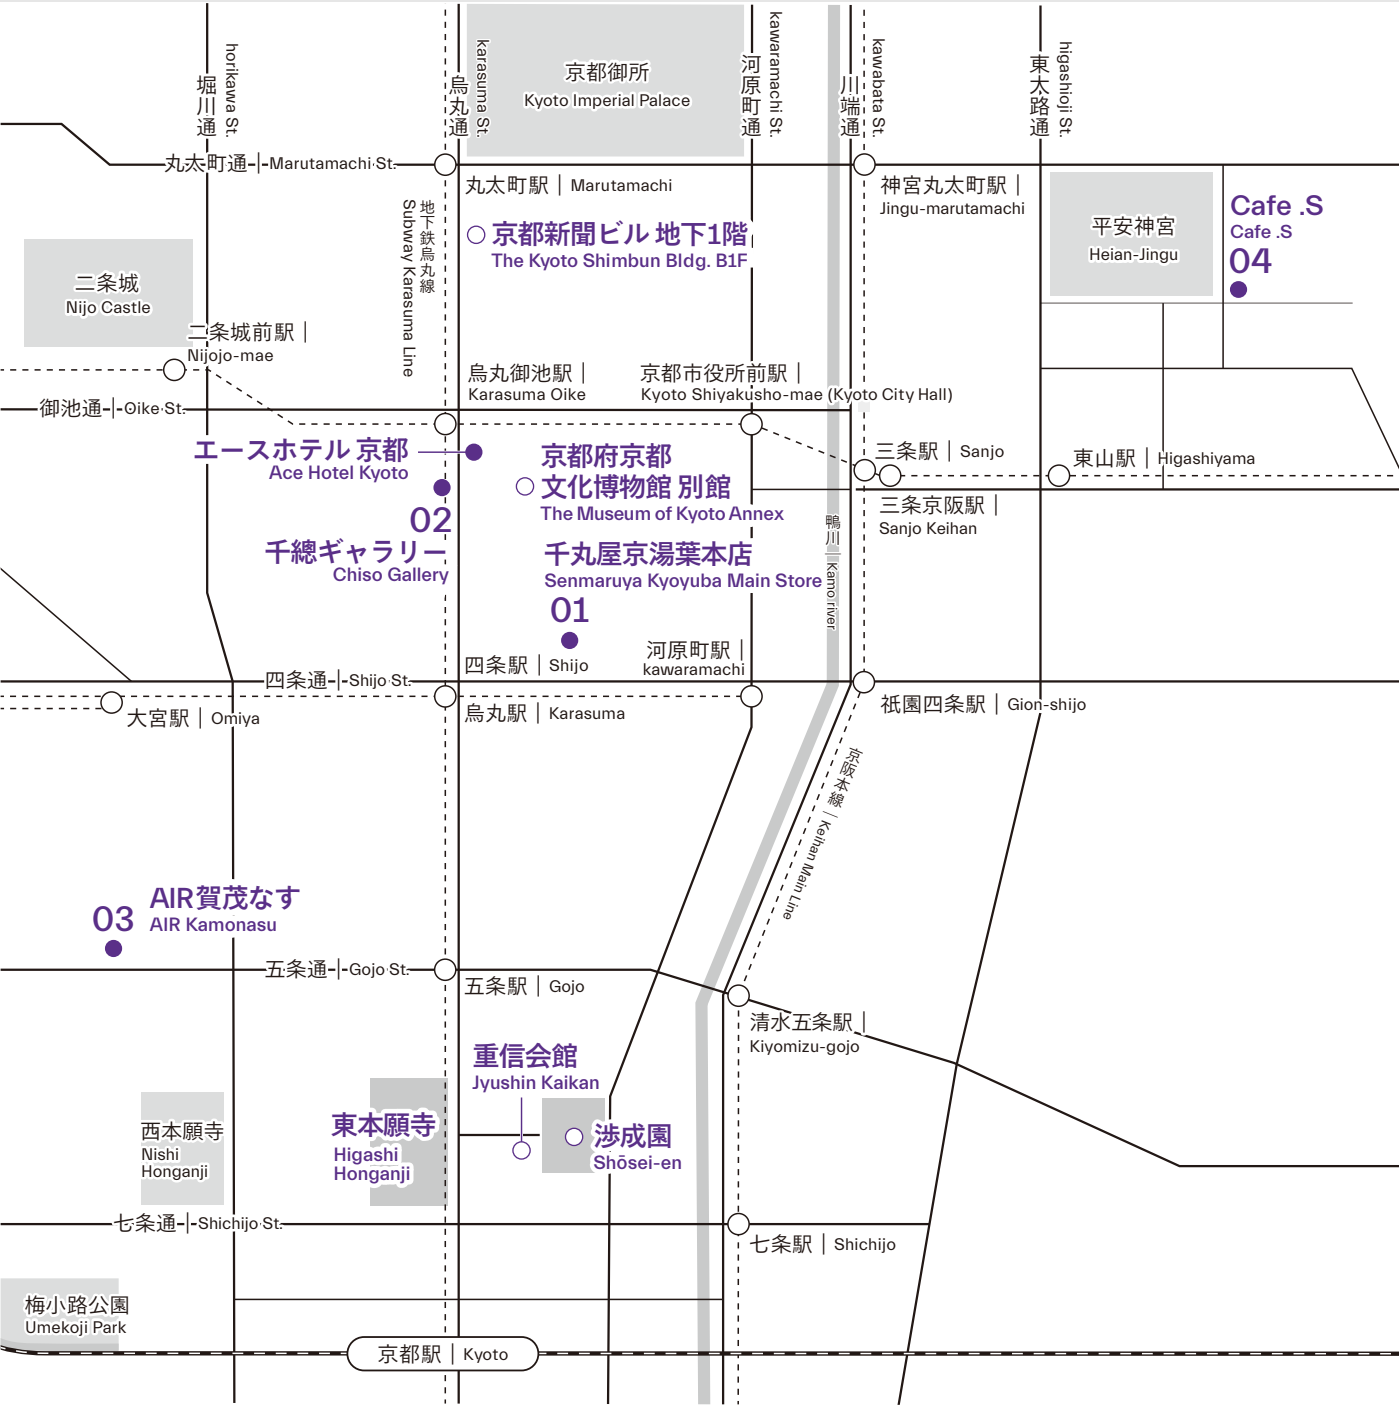 堀川通
horikawa St.
烏丸通
karasuma St.
京都御所
Kyoto Imperial Palace
河原町通
kawaramachi St.
川端通
kawabata St.
東大路通
higashioji St.
丸太町通|Marutamachi St.
丸太町駅|Marutamachi
神宮丸太町駅|
Jingu-marutamachi
平安神宮
Heian-Jingu
Cafe .S
Cafe .S
04
地下鉄烏丸線
Subway Karasuma Line
京都新聞ビル 地下1階
The Kyoto Shimbun Bldg. B1F
二条城
Nijo Castle
二条城前駅|
Nijojo-mae
烏丸御池駅|
Karasuma Oike
京都市役所前駅|
Kyoto Shiyakusho-mae (Kyoto City Hall)
御池通|Oike St.
エースホテル 京都
Ace Hotel Kyoto
02
千總ギャラリー
Chiso Gallery
京都府京都
文化博物館 別館
The Museum of Kyoto Annex
三条駅|Sanjo
東山駅|Higashiyama
三条京阪駅|
Sanjo Keihan
鴨川|Kamo river
千丸屋京湯葉本店
Senmaruya Kyoyuba Main Store
01
四条通|Shijo St.
四条駅|Shijo
河原町駅|
kawaramachi
大宮駅|Omiya
烏丸駅|Karasuma
祇園四条駅|Gion-shijo
京阪本線|Keihan Main Line
03
AIR賀茂なす
AIR Kamonasu
五条通|Gojo St.
五条駅|Gojo
清水五条駅|
Kiyomizu-gojo
重信会館
Jyushin Kaikan
西本願寺
Nishi
Honganji
東本願寺
Higashi
Honganji
渉成園
Shōsei-en
七条通|Shichijo St.
七条駅|Shichijo
梅小路公園
Umekoji Park
京都駅|Kyoto